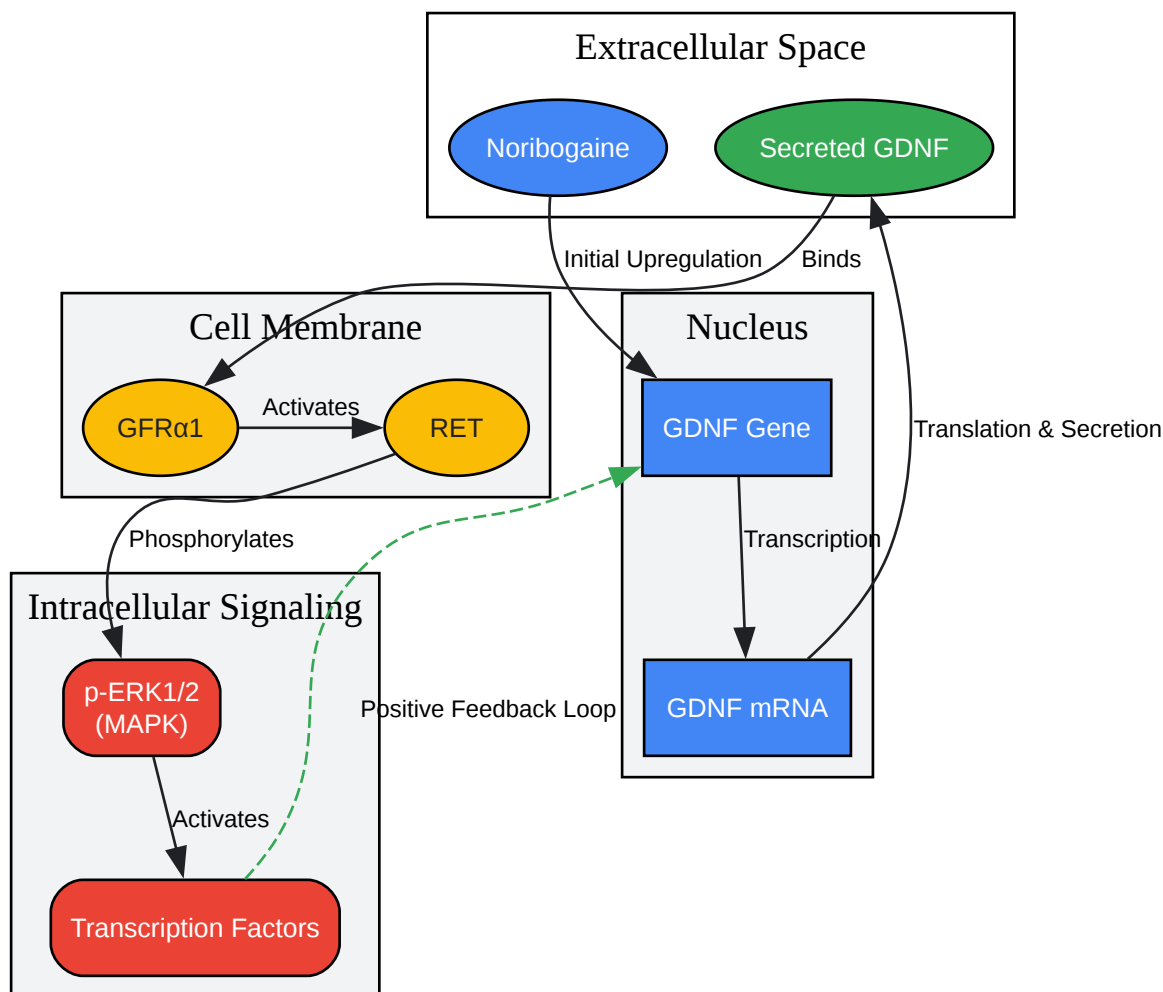 Extracellular Space
Noribogaine
Secreted GDNF
Initial Upregulation
Binds
Cell Membrane
Nucleus
GFRα1
Activates
RET
GDNF Gene
Translation & Secretion
Phosphorylates
Transcription
Intracellular Signaling
p-ERK1/2
(MAPK)
Positive Feedback Loop
GDNF mRNA
Activates
Transcription Factors